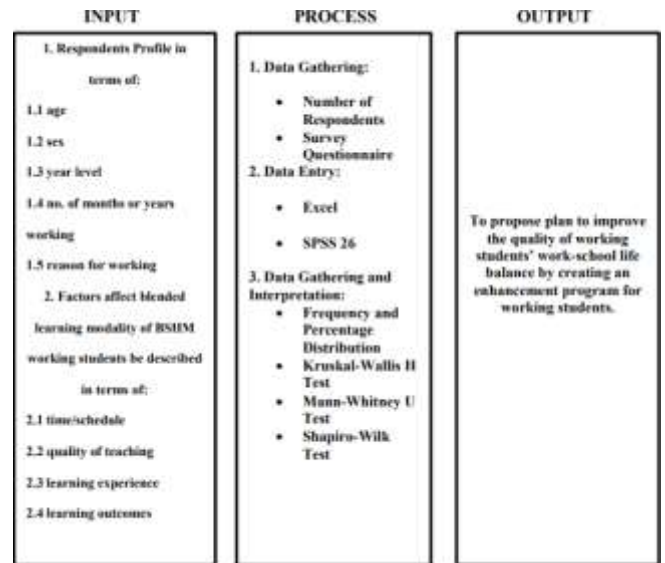 INPUT
1. Respondents Profile in
terms of:
1.1 age
1.2 sex
1.3 year level
1.4 no. of months or years
working
1.5 reason for working
2. Factors affect blended
learning modality of BSHM
working students be described
in terms of:
2.1 time/schedule
2.2 quality of teaching
2.3 learning experience
2.4 learning outcomes
PROCESS
1. Data Gathering:
• Number of
Respondents
• Survey
Questionnaire
2. Data Entry:
• Excel
• SPSS 26
3. Data Gathering and
Interpretation:
• Frequency and
Percentage
Distribution
• Kruskal-Wallis H
Test
• Mann-Whitney U
Test
• Shapiro-Wilk
Test
OUTPUT
To propose plan to improve
the quality of working
students' work-school life
balance by creating an
enhancement program for
working students.